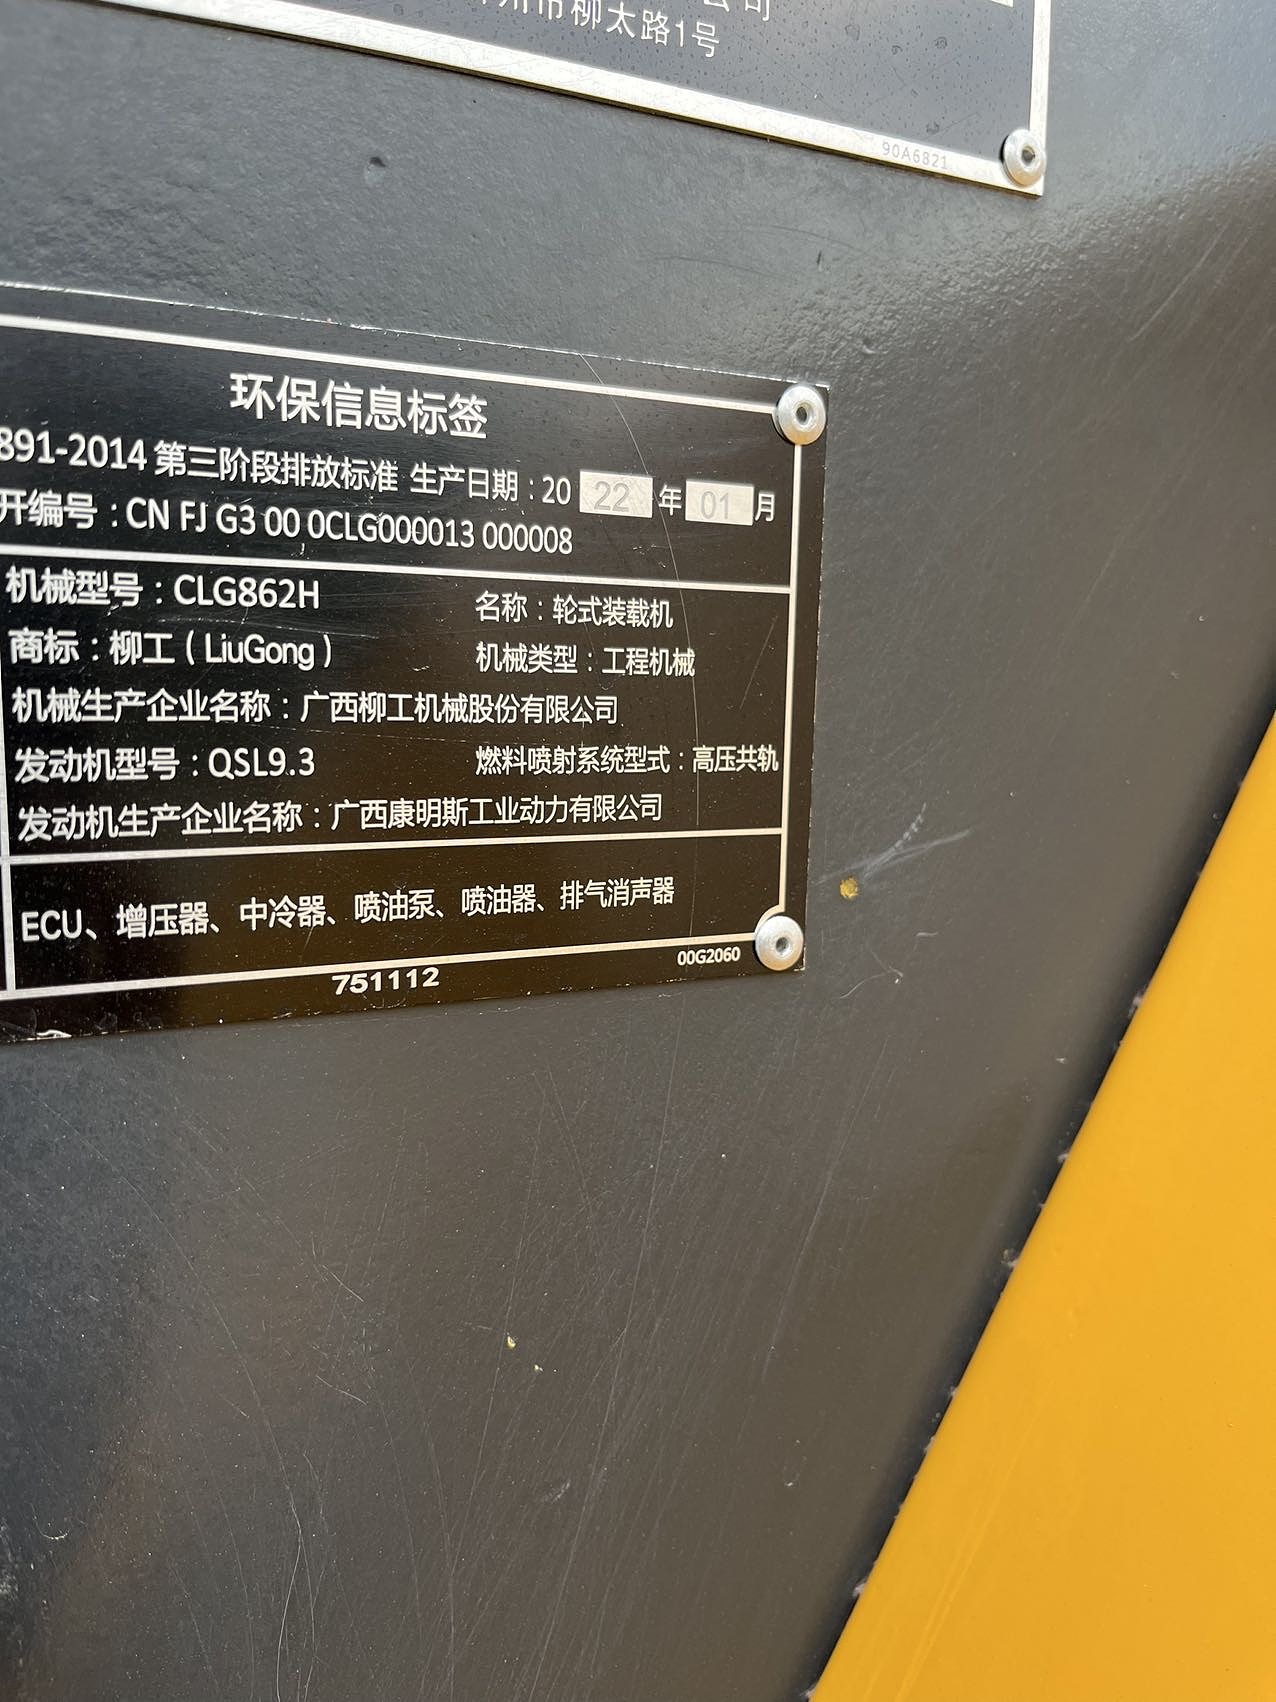 公司
州市柳太路1号
90A6821
环保信息标签
891-2014 第三阶段排放标准 生产日期：20 22 年 01 月
开编号：CN FJ G3 00 0CLG000013 000008
机械型号：CLG862H 名称：轮式装载机
商标：柳工（LiuGong） 机械类型：工程机械
机械生产企业名称：广西柳工机械股份有限公司
发动机型号：QSL9.3 燃料喷射系统型式：高压共轨
发动机生产企业名称：广西康明斯工业动力有限公司
ECU、增压器、中冷器、喷油泵、喷油器、排气消声器
00G2060
751112